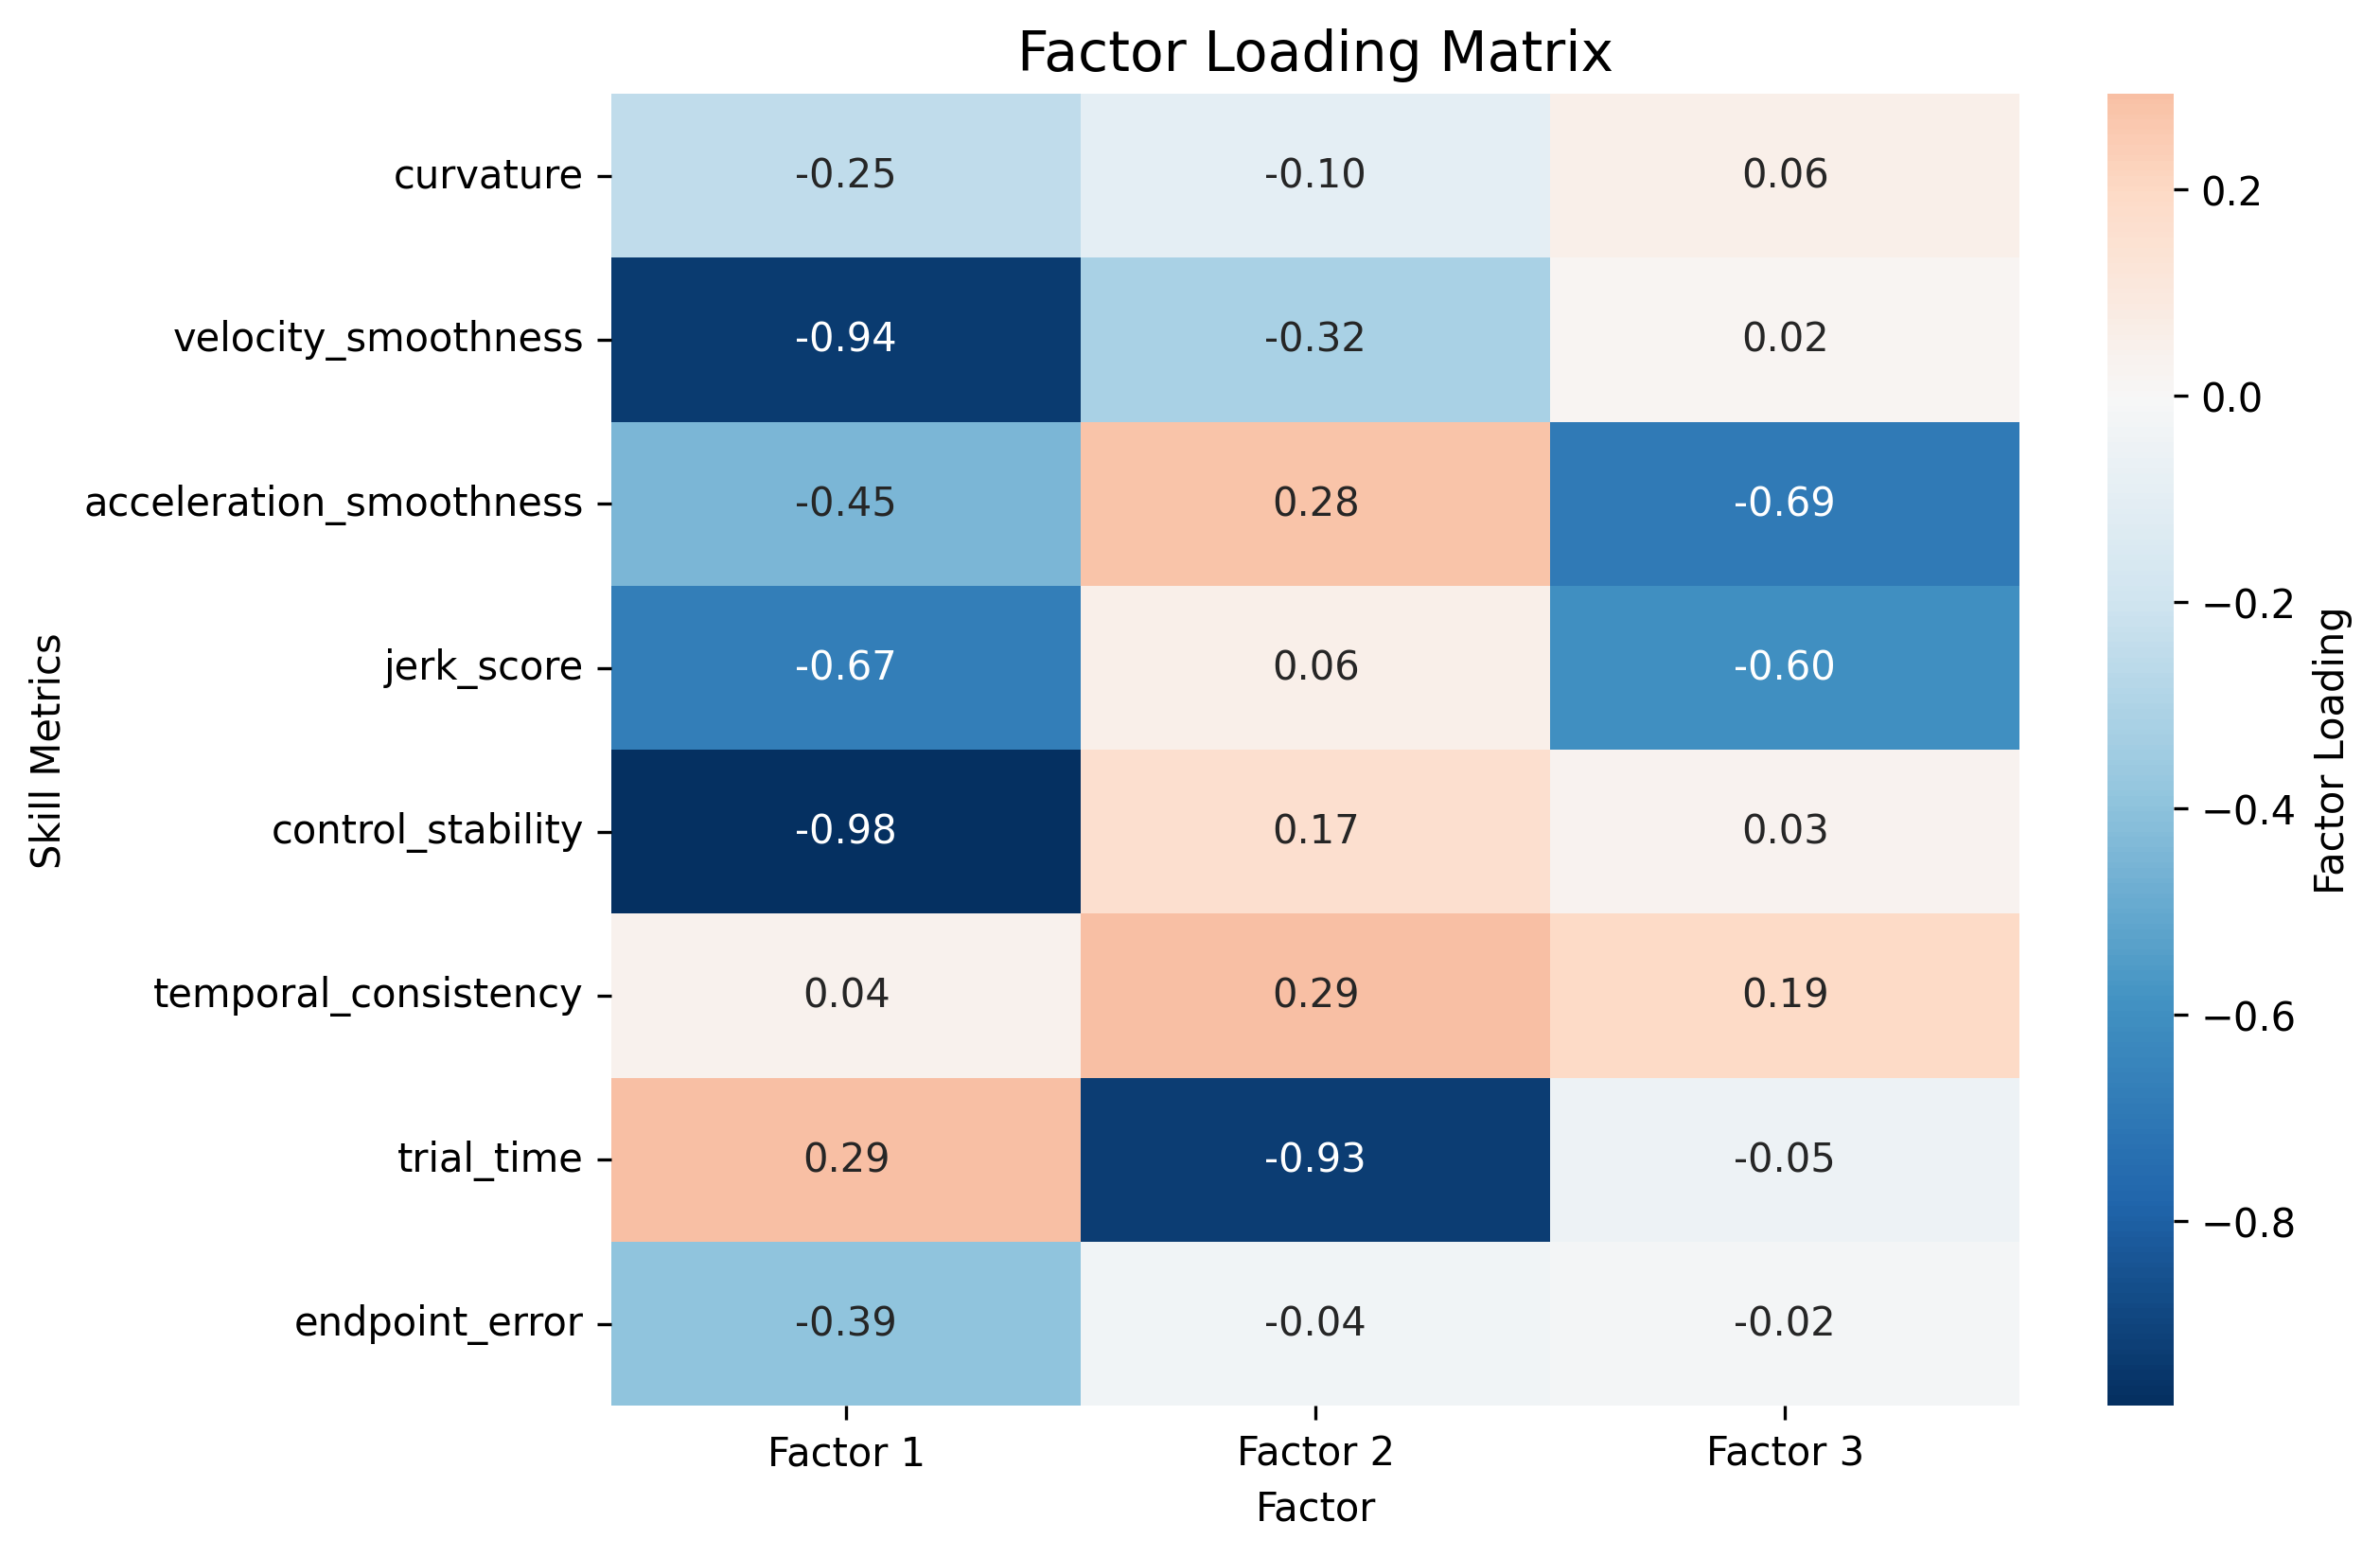 Factor Loading Matrix
Skill Metrics
curvature -0.25 -0.10 0.06
velocity_smoothness -0.94 -0.32 0.02
acceleration_smoothness -0.45 0.28 -0.69
jerk_score -0.67 0.06 -0.60
control_stability -0.98 0.17 0.03
temporal_consistency 0.04 0.29 0.19
trial_time 0.29 -0.93 -0.05
endpoint_error -0.39 -0.04 -0.02
Factor 1 Factor 2 Factor 3
Factor
0.2
0.0
−0.2
−0.4
−0.6
−0.8
Factor Loading